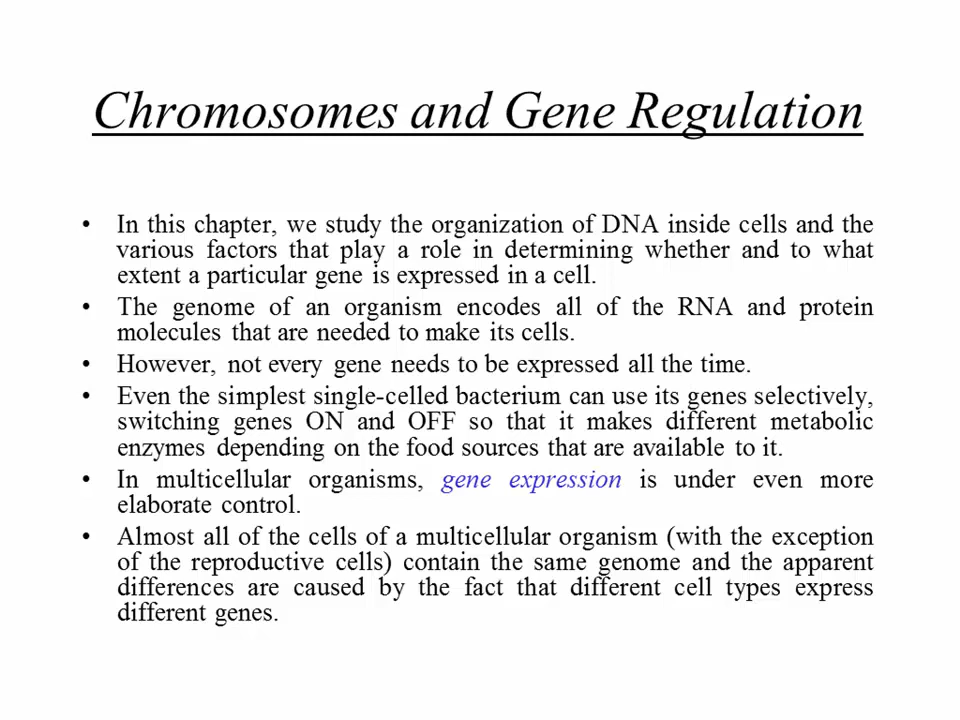 Chromosomes and Gene Regulation
• In this chapter, we study the organization of DNA inside cells and the
various factors that play a role in determining whether and to what
extent a particular gene is expressed in a cell.
• The genome of an organism encodes all of the RNA and protein
molecules that are needed to make its cells.
• However, not every gene needs to be expressed all the time.
• Even the simplest single-celled bacterium can use its genes selectively,
switching genes ON and OFF so that it makes different metabolic
enzymes depending on the food sources that are available to it.
• In multicellular organisms, gene expression is under even more
elaborate control.
• Almost all of the cells of a multicellular organism (with the exception
of the reproductive cells) contain the same genome and the apparent
differences are caused by the fact that different cell types express
different genes.